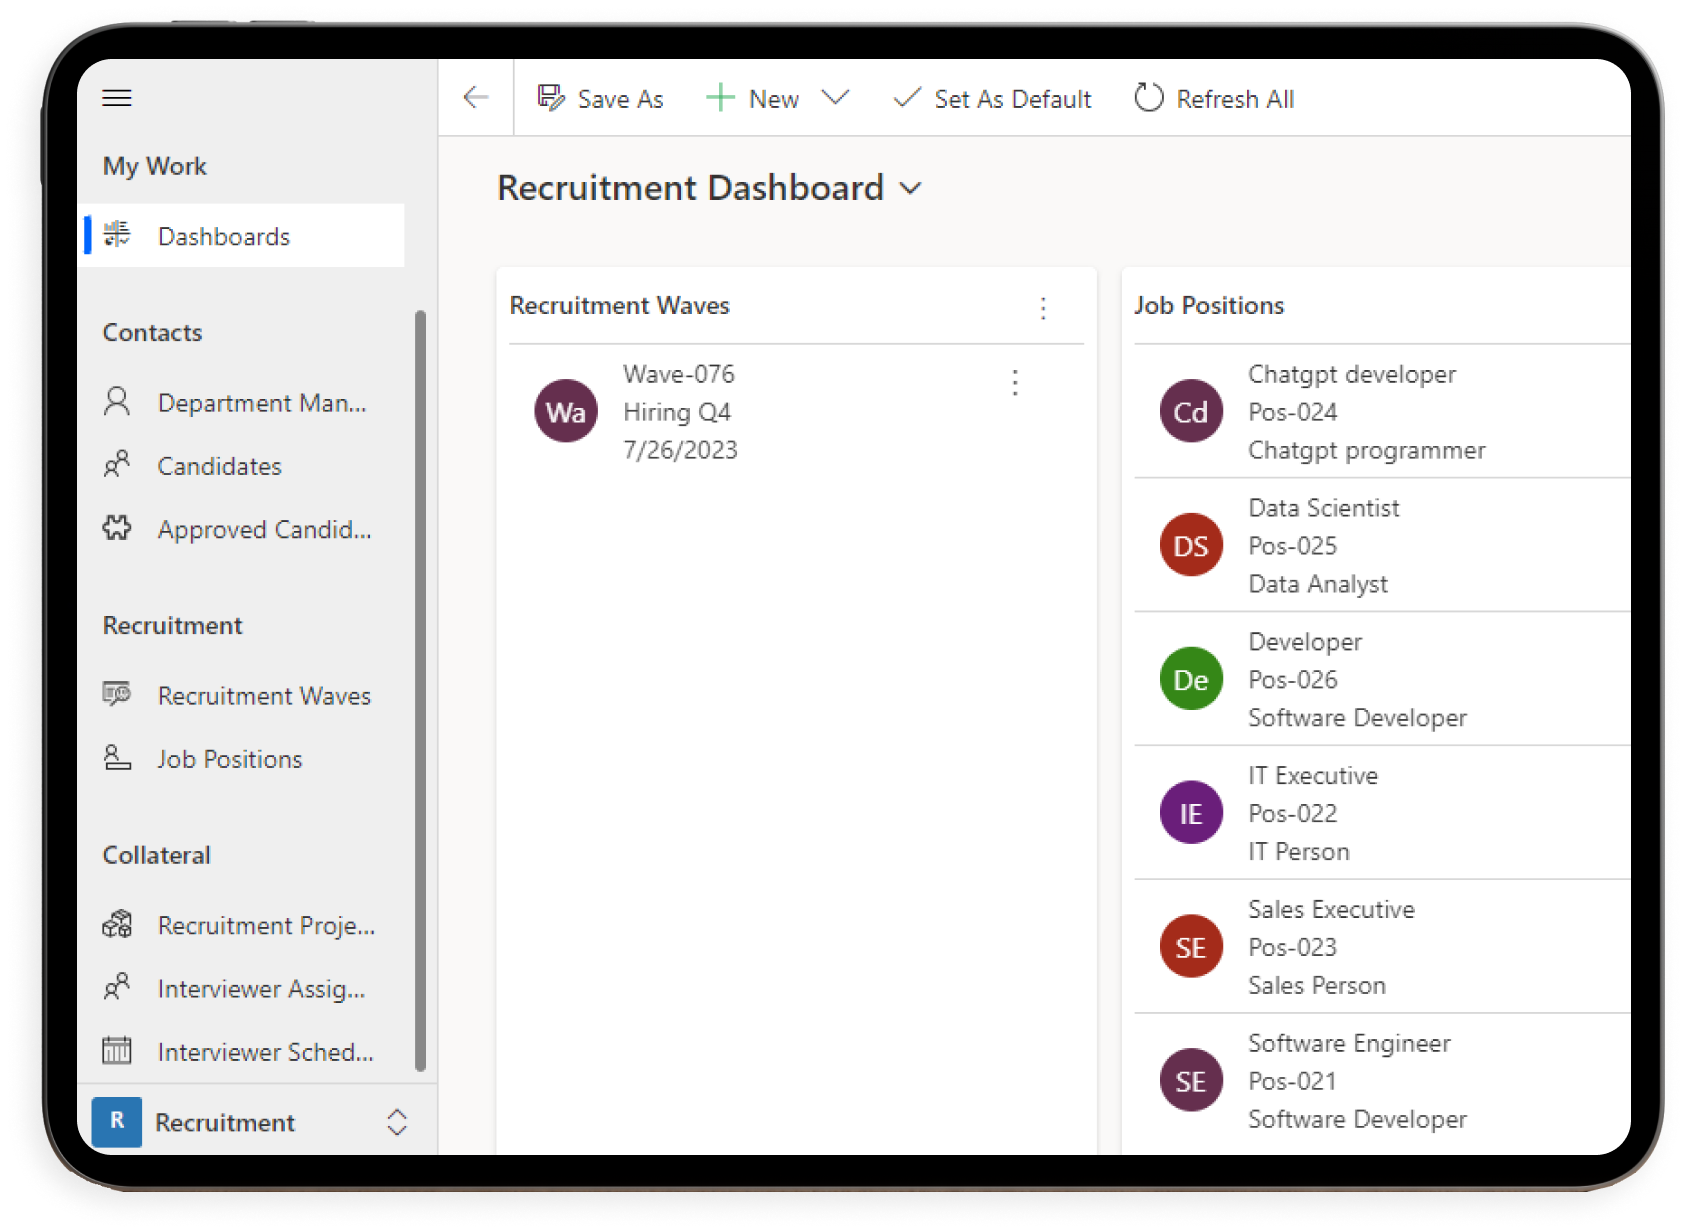 Save As
New
Set As Default
Refresh All
My Work
Dashboards
Contacts
Department Man...
Candidates
Approved Candid...
Recruitment
Recruitment Waves
Job Positions
Collateral
Recruitment Proje...
Interviewer Assig...
Interviewer Sched...
R
Recruitment
Recruitment Dashboard
Recruitment Waves
Wa
Wave-076
Hiring Q4
7/26/2023
Job Positions
Cd
Chatgpt developer
Pos-024
Chatgpt programmer
DS
Data Scientist
Pos-025
Data Analyst
De
Developer
Pos-026
Software Developer
IE
IT Executive
Pos-022
IT Person
SE
Sales Executive
Pos-023
Sales Person
SE
Software Engineer
Pos-021
Software Developer